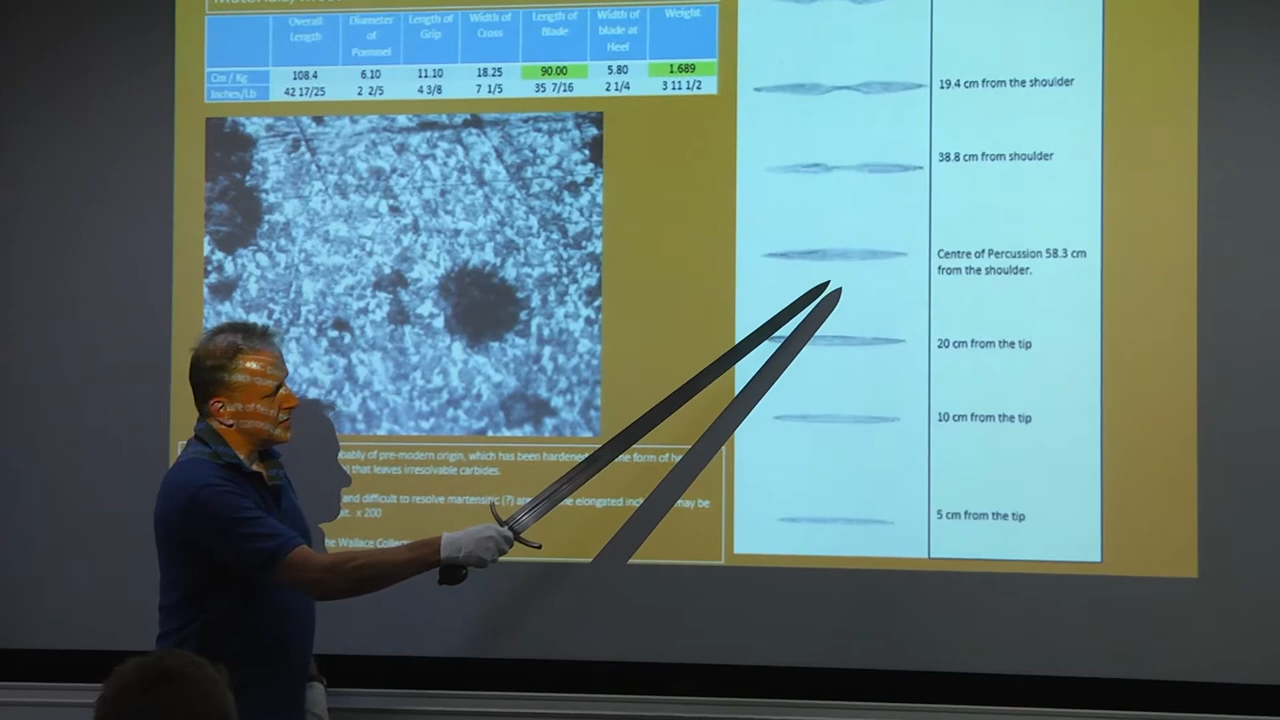 Overall Length
Diameter of Pommel
Length of Grip
Width of Cross
Length of Blade
Width of blade at Heel
Weight
Cm / Kg 108.4 6.10 11.10 18.25 90.00 5.80 1.689
Inches/Lb 42 17/25 2 2/5 4 3/8 7 1/5 35 7/16 2 1/4 3 11 1/2
19.4 cm from the shoulder
38.8 cm from shoulder
Centre of Percussion 58.3 cm
from the shoulder.
20 cm from the tip
10 cm from the tip
5 cm from the tip
of pre-modern origin, which has been hardened form of
that leaves irresolvable carbides.
and difficult to resolve martensitic (?) elongated may be
x 200
the Wallace